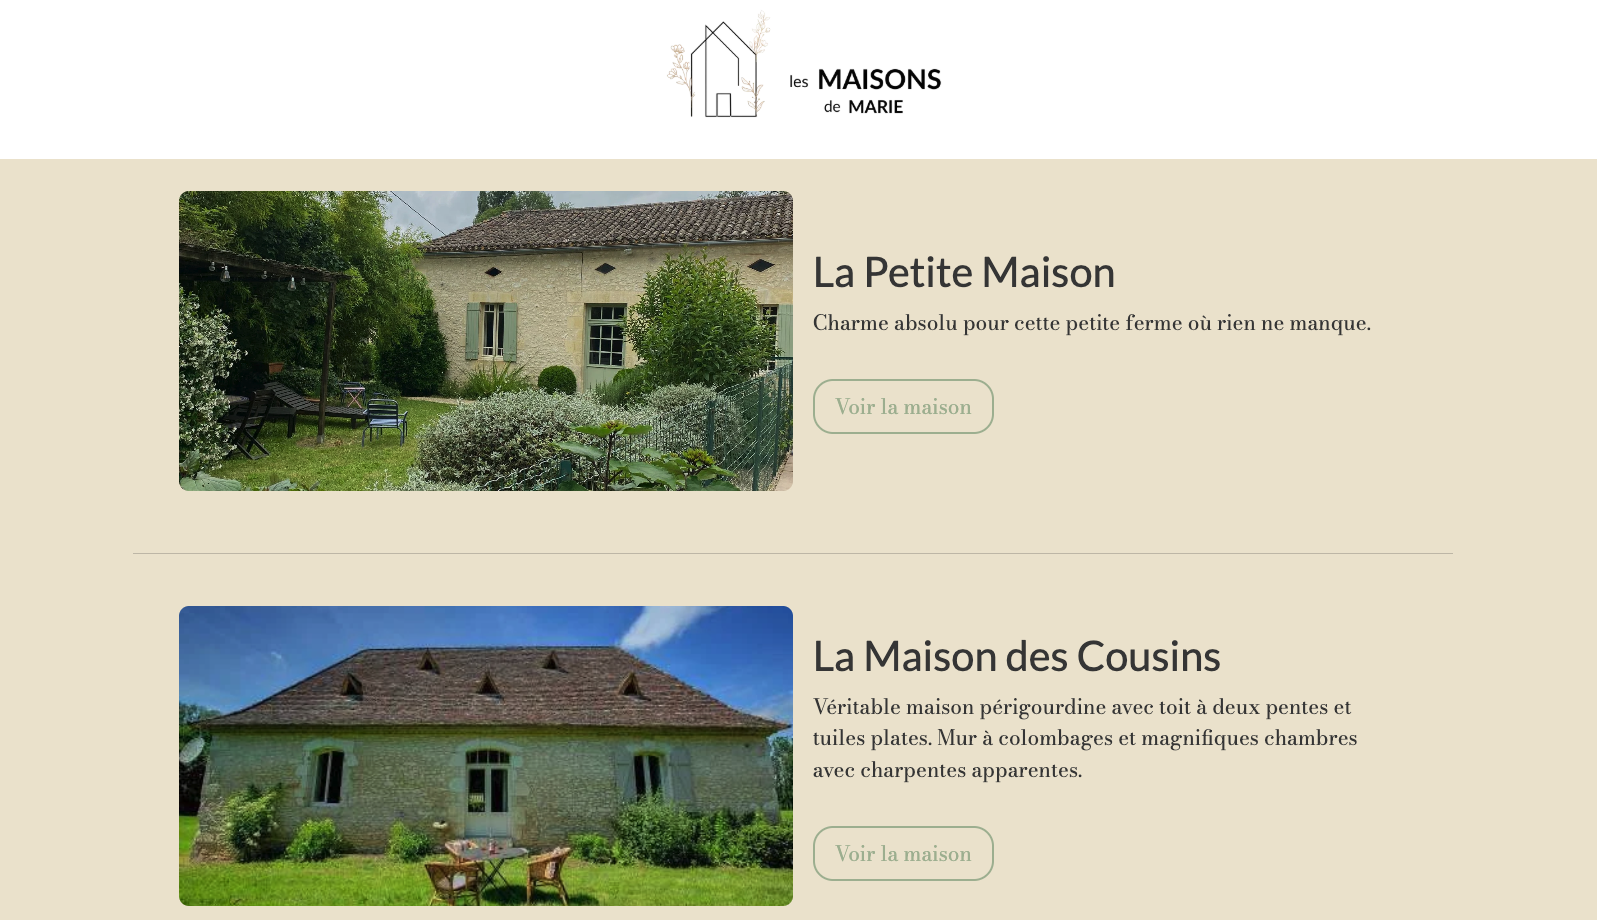 les MAISONS
de MARIE
La Petite Maison
Charme absolu pour cette petite ferme où rien ne manque.
Voir la maison
La Maison des Cousins
Véritable maison périgourdine avec toit à deux pentes et
tuiles plates. Mur à colombages et magnifiques chambres
avec charpentes apparentes.
Voir la maison